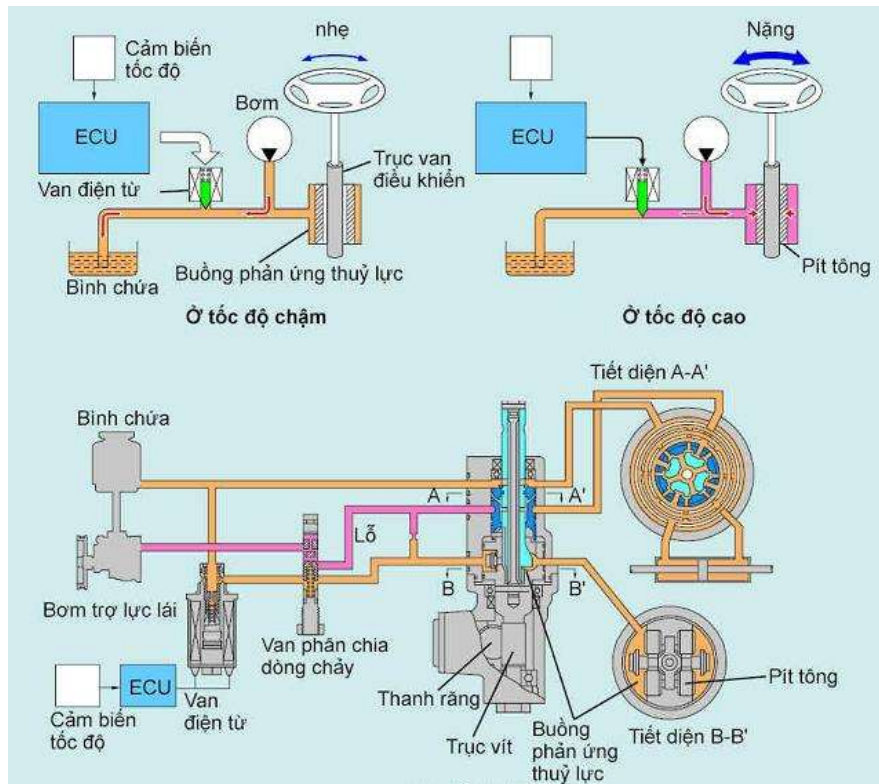 Cảm biến
tốc độ
nhẹ
Bơm
ECU
Trục van
điều khiển
Van điện từ
Buồng phản ứng thuỷ lực
Bình chứa
Ở tốc độ chậm
Nặng
ECU
Pít tông
Ở tốc độ cao
Tiết diện A-A'
Bình chứa
A
A'
Lỗ
B
B'
Bơm trợ lực lái
Van phân chia
dòng chảy
ECU
Van
điện từ
Cảm biến
tốc độ
Thanh răng
Trục vít
Buồng
phản ứng
thuỷ lực
Pít tông
Tiết diện B-B'